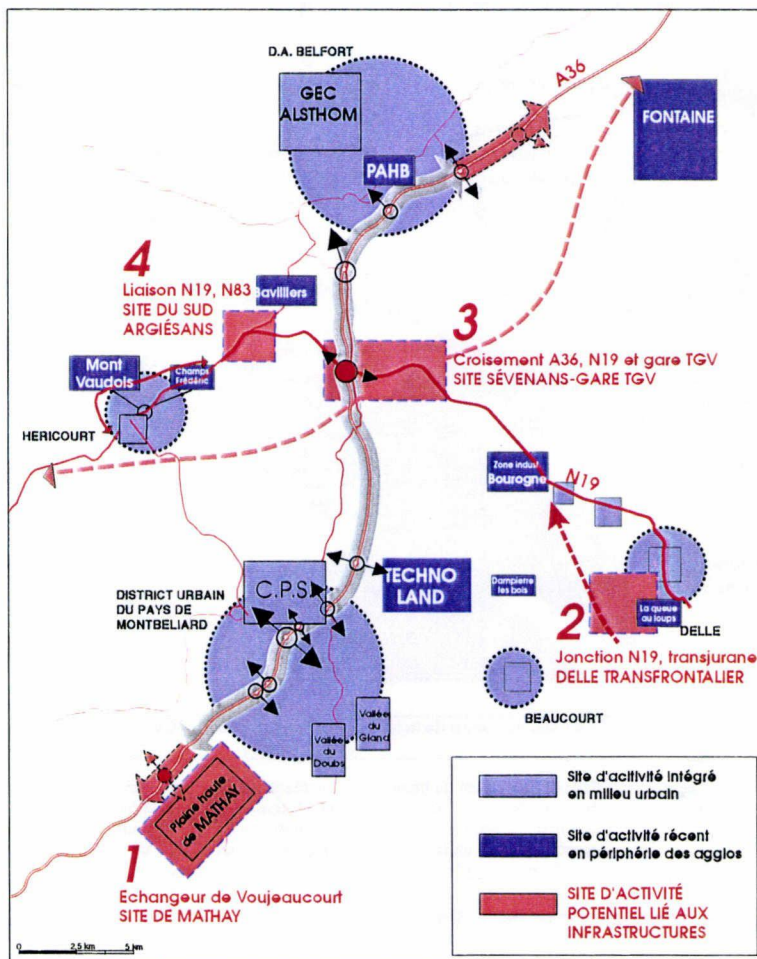 D.A. BELFORT
GEC
ALSTHOM
A36
FONTAINE
PAHB
4
Liaison N19, N83
SITE DU SUD
ARGIÉSANS
Bavilliers
3
Croisement A36, N19 et gare TGV
SITE SÉVENANS-GARE TGV
Mont
Vaudois
Champs
Frédéric
HERICOURT
Zone indust.
Bourogne
N19
C.P.S.
TECHNO
LAND
DISTRICT URBAIN
DU PAYS DE
MONTBELIARD
Dampierre
les bois
La queue
au loups
DELLE
2
Jonction N19, transjurane
DELLE TRANSFRONTALIER
BEAUCOURT
Vallée
du
Gland
Vallée
du
Doubs
Plaine haute
de MATHAY
1
Echangeur de Voujeaucourt
SITE DE MATHAY
Site d'acitivité intégré
en milieu urbain
Site d'activité récent
en périphérie des agglos
SITE D'ACTIVITÉ
POTENTIEL LIÉ AUX
INFRASTRUCTURES
0 2,5 km 5 km